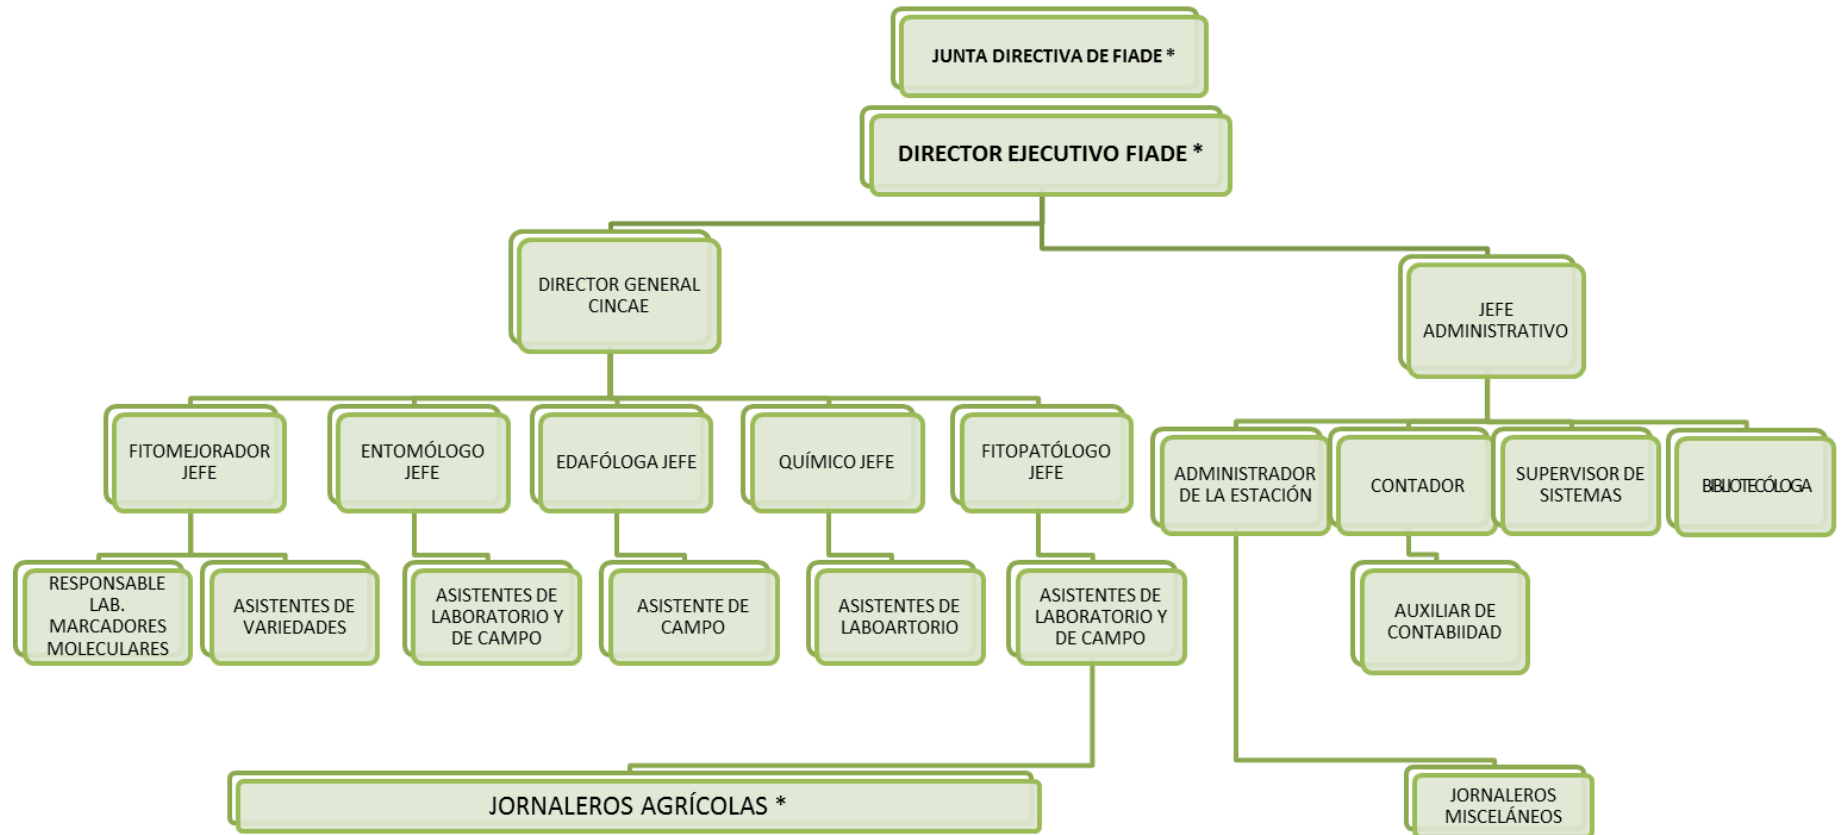 JUNTA DIRECTIVA DE FIADE *
DIRECTOR EJECUTIVO FIADE *
DIRECTOR GENERAL
CINCAE
JEFE
ADMINISTRATIVO
FITOMEJORADOR
JEFE
ENTOMÓLOGO
JEFE
EDAFÓLOGA JEFE
QUÍMICO JEFE
FITOPATÓLOGO
JEFE
ADMINISTRADOR
DE LA ESTACIÓN
CONTADOR
SUPERVISOR DE
SISTEMAS
BIBLIOTECÓLOGA
RESPONSABLE
LAB.
MARCADORES
MOLECULARES
ASISTENTES DE
VARIEDADES
ASISTENTES DE
LABORATORIO Y
DE CAMPO
ASISTENTE DE
CAMPO
ASISTENTES DE
LABOARTORIO
ASISTENTES DE
LABORATORIO Y
DE CAMPO
AUXILIAR DE
CONTABIIDAD
JORNALEROS AGRÍCOLAS *
JORNALEROS
MISCELÁNEOS